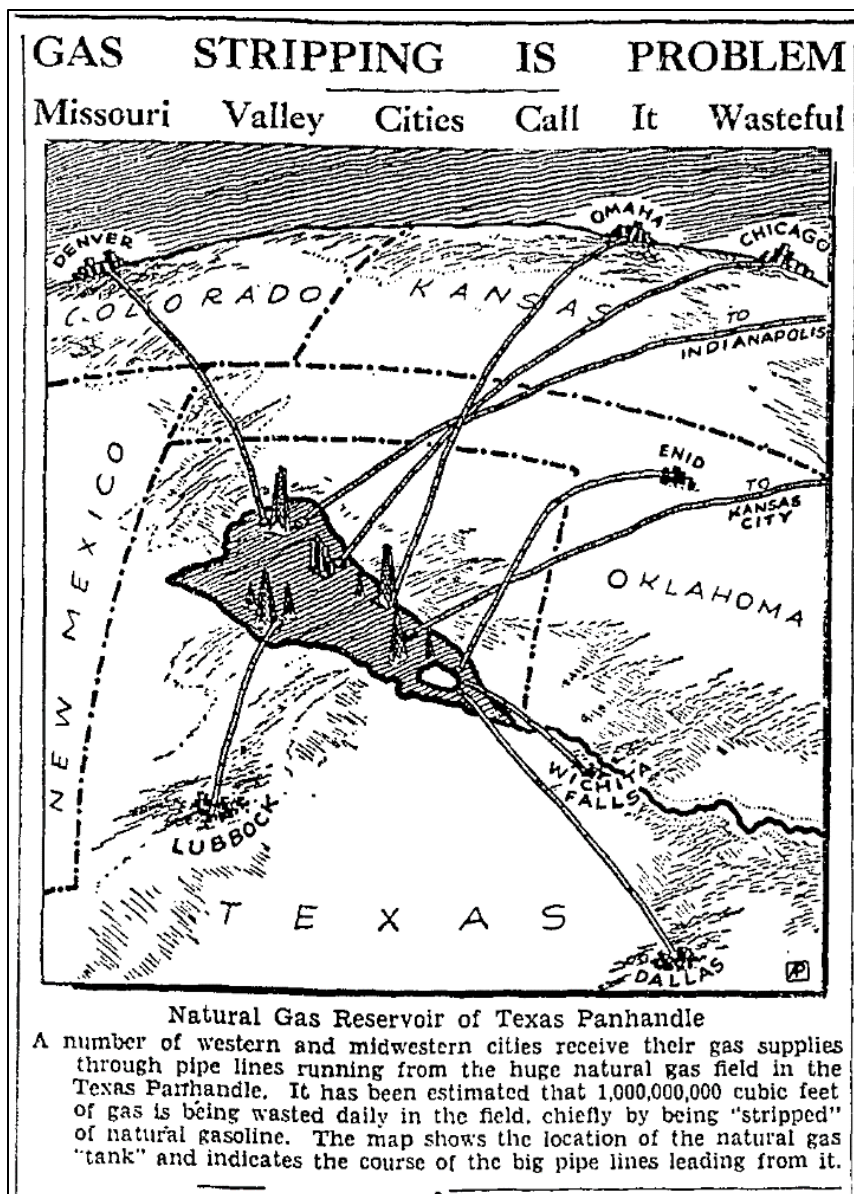 GAS STRIPPING IS PROBLEM
Missouri Valley Cities Call It Wasteful
DENVER
OMAHA
CHICAGO
COLORADO
KANSAS
TO
INDIANAPOLIS
NEW MEXICO
ENID
TO
KANSAS
CITY
OKLAHOMA
WICHITA
FALLS
LUBBOCK
TEXAS
DALLAS
AP
Natural Gas Reservoir of Texas Panhandle
A number of western and midwestern cities receive their gas supplies
through pipe lines running from the huge natural gas field in the
Texas Panhandle. It has been estimated that 1,000,000,000 cubic feet
of gas is being wasted daily in the field, chiefly by being "stripped"
of natural gasoline. The map shows the location of the natural gas
"tank" and indicates the course of the big pipe lines leading from it.